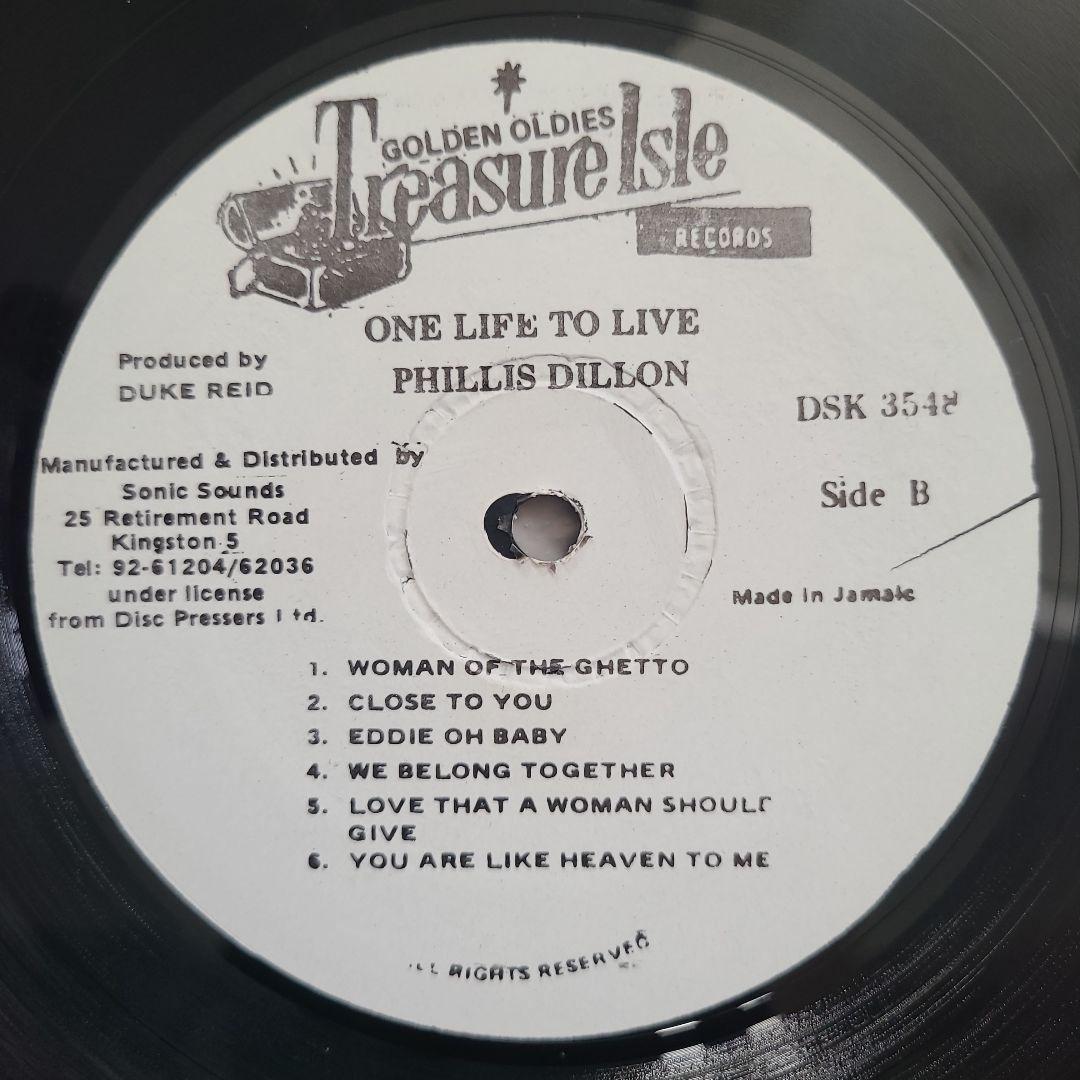 GOLDEN OLDIES
Treasure Isle
RECORDS
ONE LIFE TO LIVE
PHILLIS DILLON
Produced by
DUKE REID
DSK 3548
Manufactured & Distributed by
Sonic Sounds
25 Retirement Road
Kingston 5
Tel: 92-61204/62036
under license
from Disc Pressers Ltd.
Side B
Made in Jamaic
1. WOMAN OF THE GHETTO
2. CLOSE TO YOU
3. EDDIE OH BABY
4. WE BELONG TOGETHER
5. LOVE THAT A WOMAN SHOULD
GIVE
6. YOU ARE LIKE HEAVEN TO ME
ALL RIGHTS RESERVED